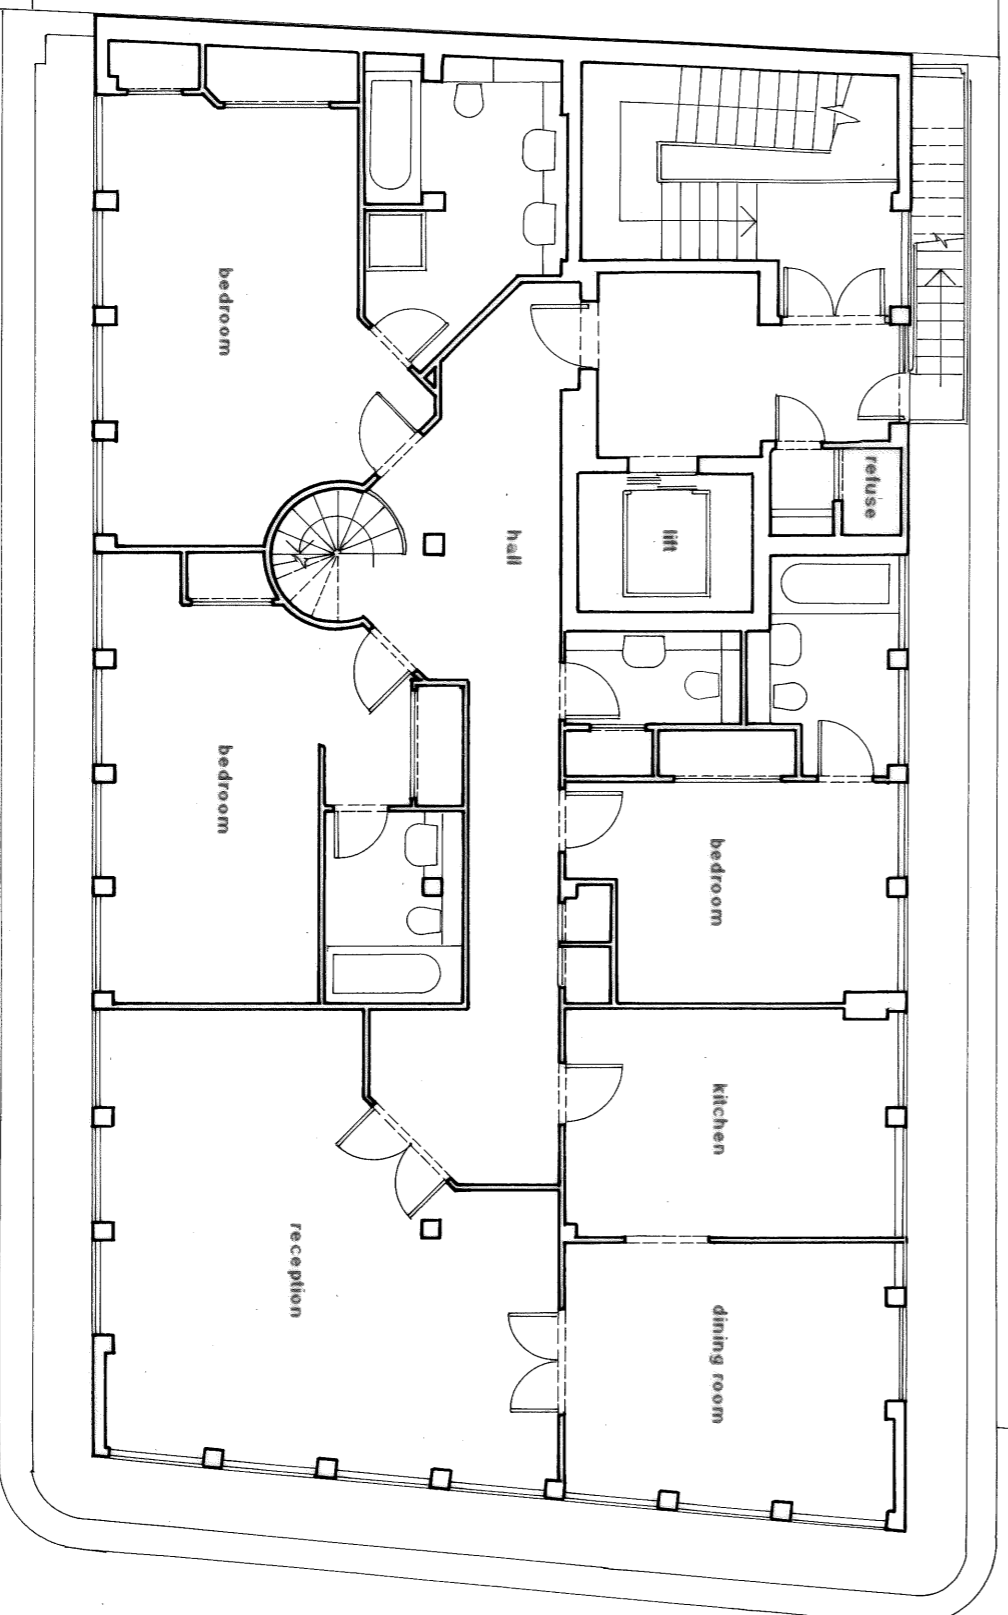 bedroom
refuse
hall
lift
bedroom
bedroom
kitchen
reception
dining room